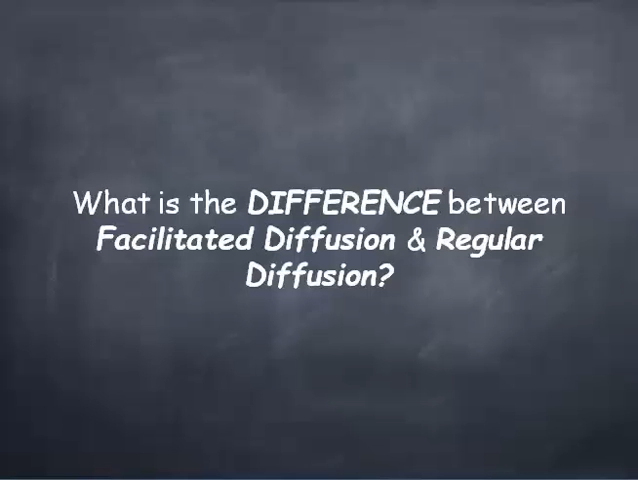 What is the DIFFERENCE between
Facilitated Diffusion & Regular
Diffusion?